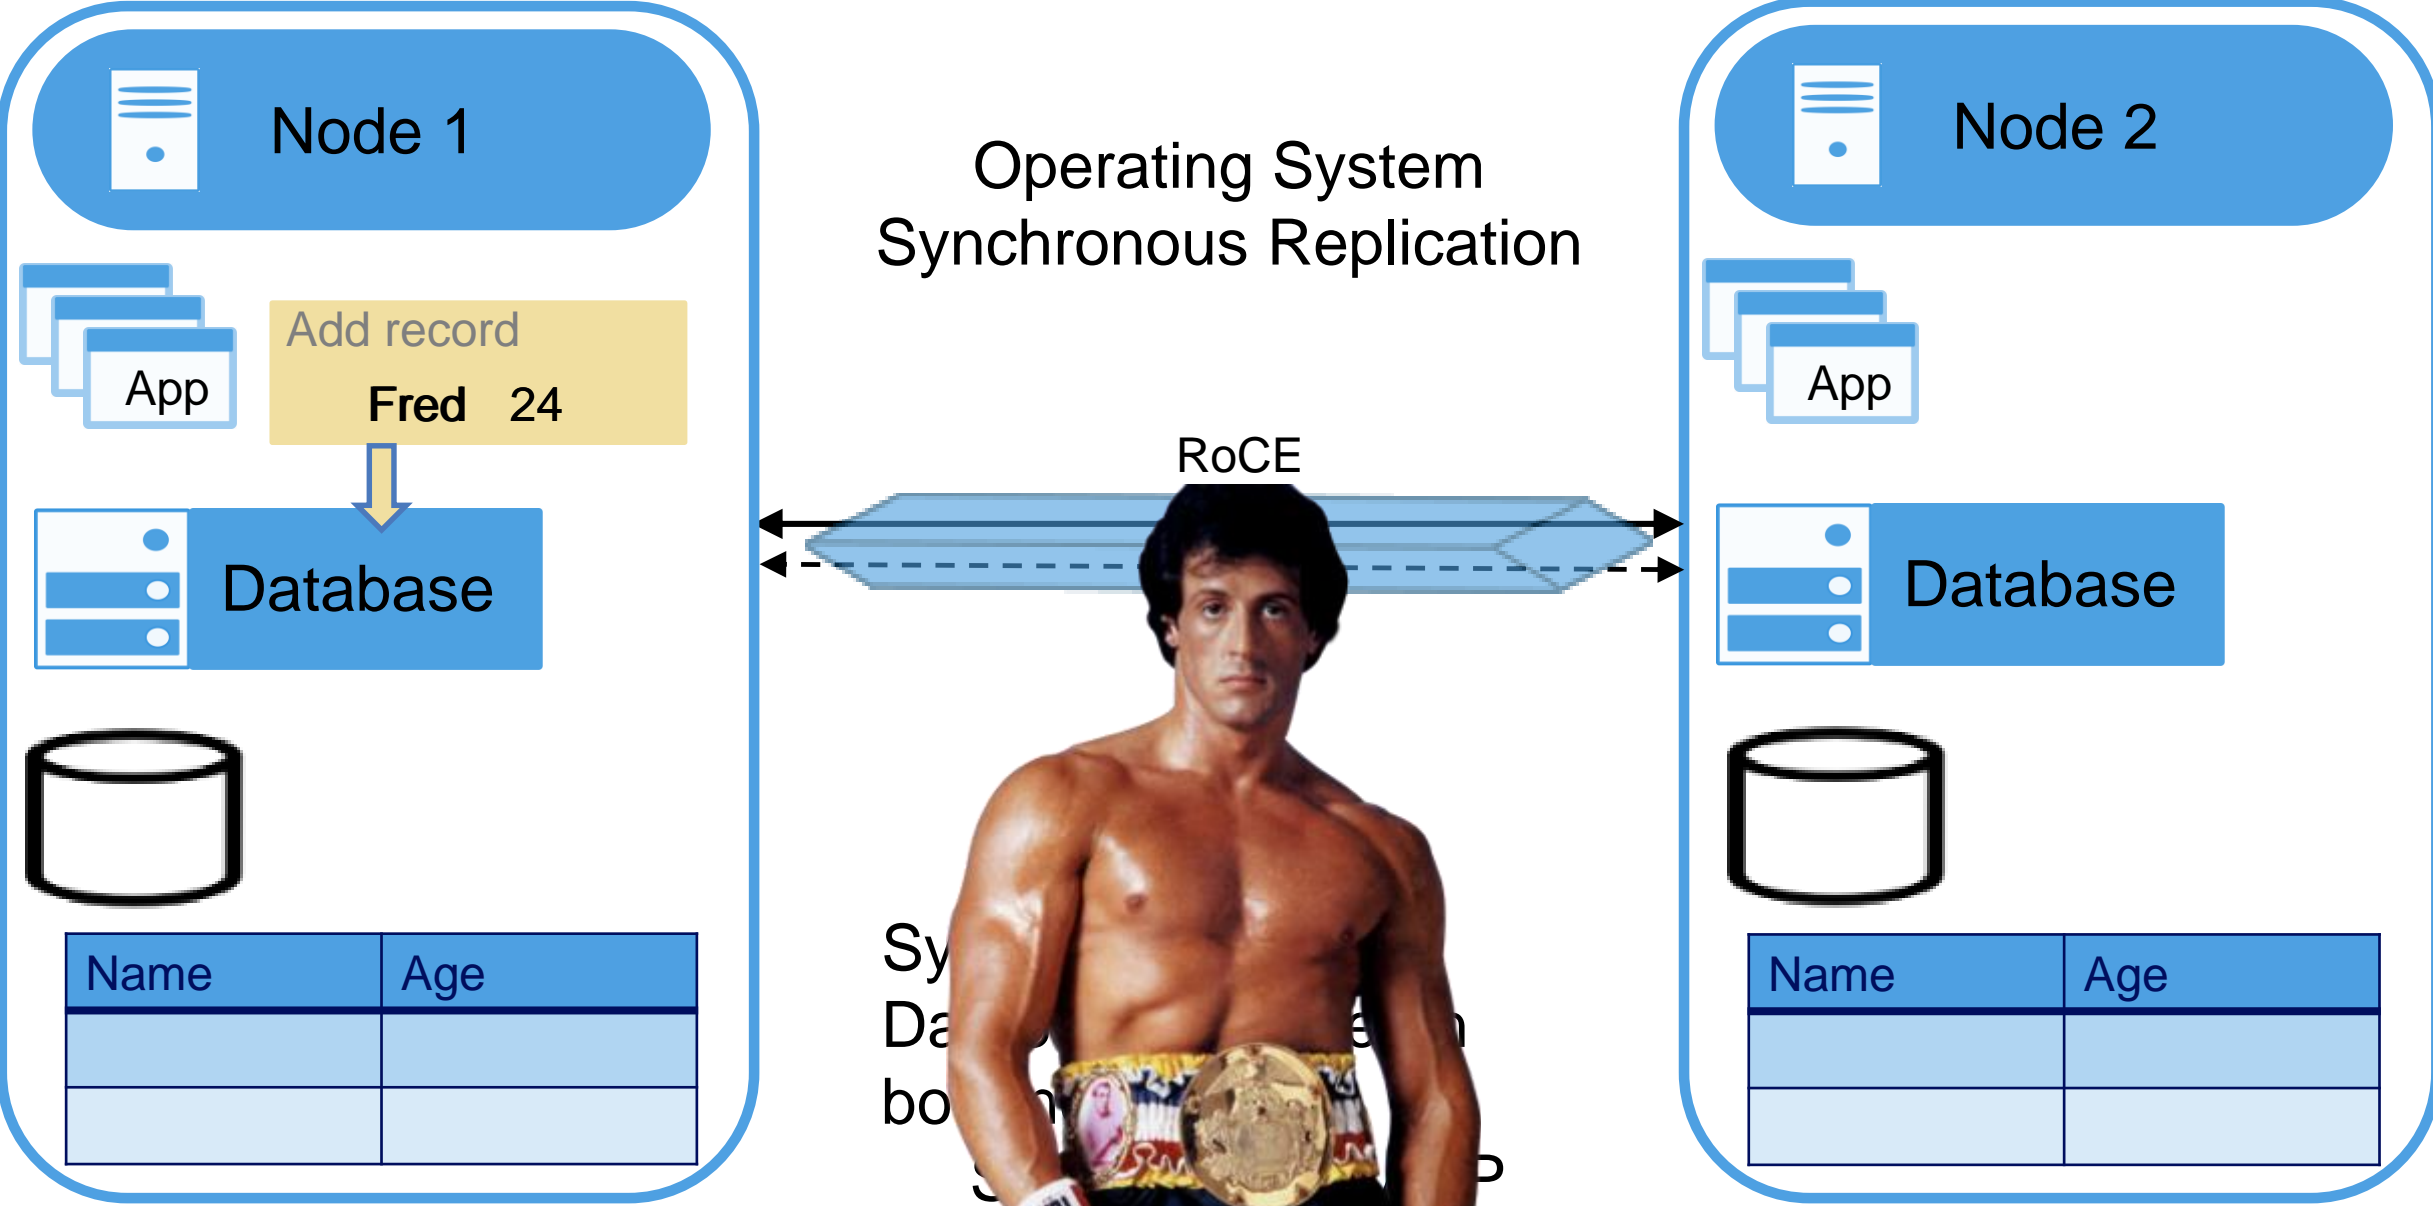 Node 1
App
Add record
Fred 24
Database
Name Age
Operating System
Synchronous Replication
RoCE
Node 2
App
Database
Name Age